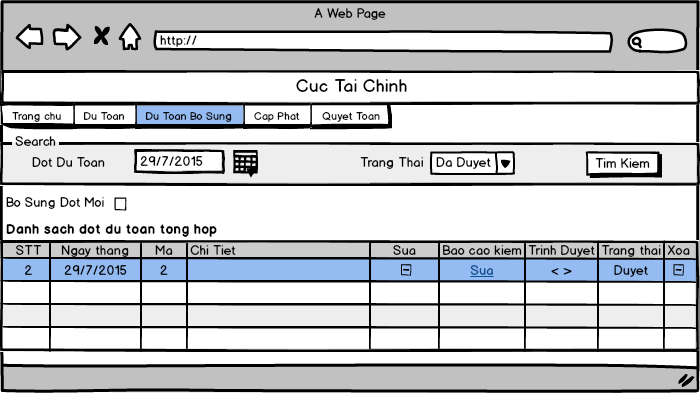 A Web Page
http://
Cuc Tai Chinh
Trang chu Du Toan Du Toan Bo Sung Cap Phat Quyet Toan
Search
Dot Du Toan 29/7/2015 Trang Thai Da Duyet Tim Kiem
Bo Sung Dot Moi
Danh sach dot du toan tong hop
STT Ngay thang Ma Chi Tiet Sua Bao cao kiem Trinh Duyet Trang thai Xoa
2 29/7/2015 2 Sua < > Duyet